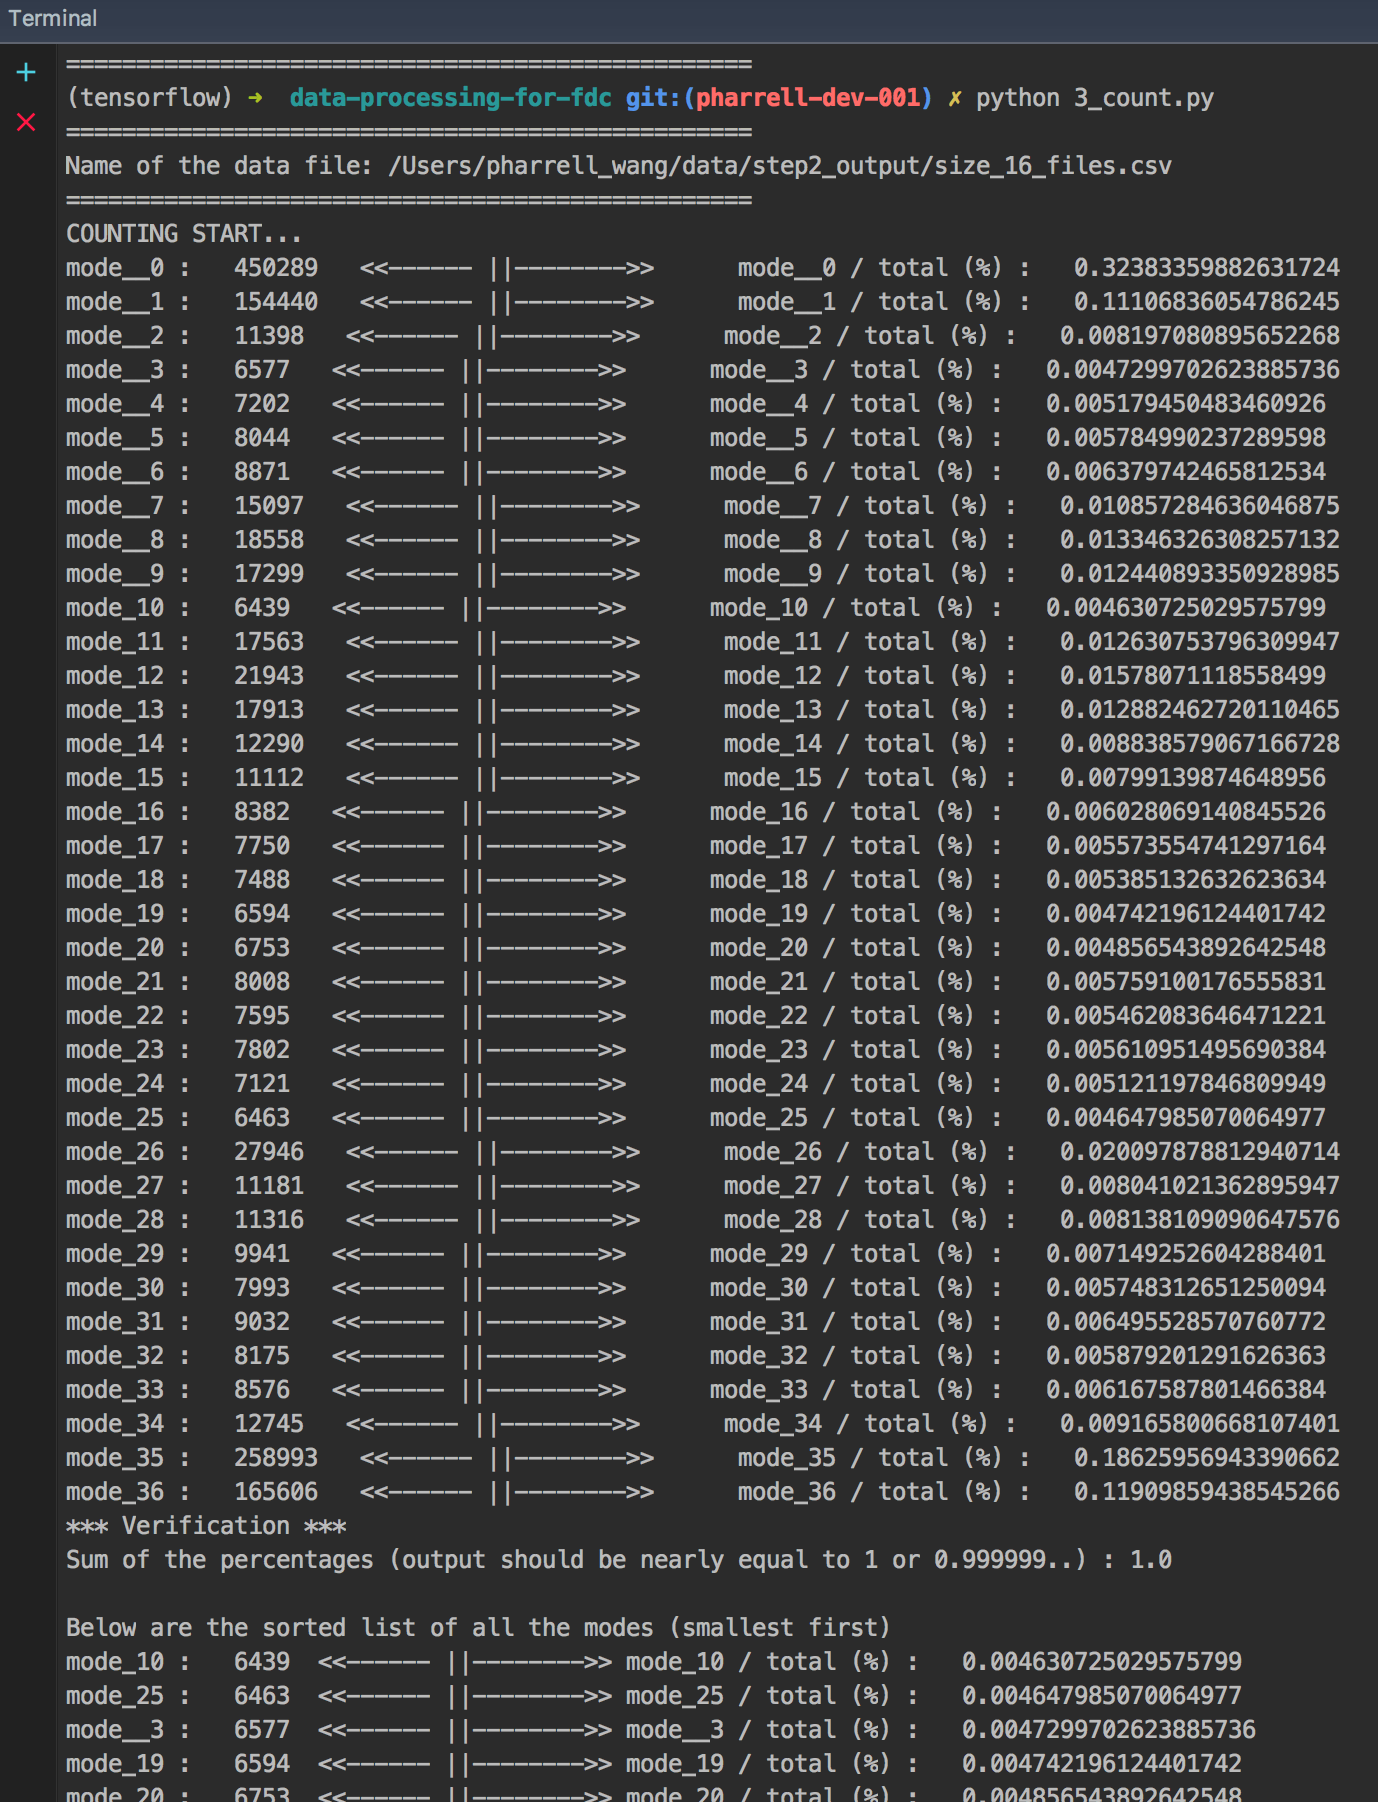 Terminal
=================================================
(tensorflow) ➜  data-processing-for-fdc git:(pharrell-dev-001) ✗ python 3_count.py
=================================================
Name of the data file: /Users/pharrell_wang/data/step2_output/size_16_files.csv
=================================================
COUNTING START...
mode__0 :   450289   <<------ ||-------->>      mode__0 / total (%) :   0.32383359882631724
mode__1 :   154440   <<------ ||-------->>      mode__1 / total (%) :   0.11106836054786245
mode__2 :   11398   <<------ ||-------->>      mode__2 / total (%) :   0.008197080895652268
mode__3 :   6577   <<------ ||-------->>      mode__3 / total (%) :   0.0047299702623885736
mode__4 :   7202   <<------ ||-------->>      mode__4 / total (%) :   0.005179450483460926
mode__5 :   8044   <<------ ||-------->>      mode__5 / total (%) :   0.005784990237289598
mode__6 :   8871   <<------ ||-------->>      mode__6 / total (%) :   0.006379742465812534
mode__7 :   15097   <<------ ||-------->>      mode__7 / total (%) :   0.010857284636046875
mode__8 :   18558   <<------ ||-------->>      mode__8 / total (%) :   0.013346326308257132
mode__9 :   17299   <<------ ||-------->>      mode__9 / total (%) :   0.012440893350928985
mode_10 :   6439   <<------ ||-------->>      mode_10 / total (%) :   0.004630725029575799
mode_11 :   17563   <<------ ||-------->>      mode_11 / total (%) :   0.012630753796309947
mode_12 :   21943   <<------ ||-------->>      mode_12 / total (%) :   0.01578071118558499
mode_13 :   17913   <<------ ||-------->>      mode_13 / total (%) :   0.012882462720110465
mode_14 :   12290   <<------ ||-------->>      mode_14 / total (%) :   0.008838579067166728
mode_15 :   11112   <<------ ||-------->>      mode_15 / total (%) :   0.00799139874648956
mode_16 :   8382   <<------ ||-------->>      mode_16 / total (%) :   0.006028069140845526
mode_17 :   7750   <<------ ||-------->>      mode_17 / total (%) :   0.005573554741297164
mode_18 :   7488   <<------ ||-------->>      mode_18 / total (%) :   0.005385132632623634
mode_19 :   6594   <<------ ||-------->>      mode_19 / total (%) :   0.004742196124401742
mode_20 :   6753   <<------ ||-------->>      mode_20 / total (%) :   0.004856543892642548
mode_21 :   8008   <<------ ||-------->>      mode_21 / total (%) :   0.005759100176555831
mode_22 :   7595   <<------ ||-------->>      mode_22 / total (%) :   0.005462083646471221
mode_23 :   7802   <<------ ||-------->>      mode_23 / total (%) :   0.005610951495690384
mode_24 :   7121   <<------ ||-------->>      mode_24 / total (%) :   0.005121197846809949
mode_25 :   6463   <<------ ||-------->>      mode_25 / total (%) :   0.004647985070064977
mode_26 :   27946   <<------ ||-------->>      mode_26 / total (%) :   0.020097878812940714
mode_27 :   11181   <<------ ||-------->>      mode_27 / total (%) :   0.008041021362895947
mode_28 :   11316   <<------ ||-------->>      mode_28 / total (%) :   0.008138109090647576
mode_29 :   9941   <<------ ||-------->>      mode_29 / total (%) :   0.007149252604288401
mode_30 :   7993   <<------ ||-------->>      mode_30 / total (%) :   0.005748312651250094
mode_31 :   9032   <<------ ||-------->>      mode_31 / total (%) :   0.006495528570760772
mode_32 :   8175   <<------ ||-------->>      mode_32 / total (%) :   0.005879201291626363
mode_33 :   8576   <<------ ||-------->>      mode_33 / total (%) :   0.006167587801466384
mode_34 :   12745   <<------ ||-------->>      mode_34 / total (%) :   0.009165800668107401
mode_35 :   258993   <<------ ||-------->>      mode_35 / total (%) :   0.18625956943390662
mode_36 :   165606   <<------ ||-------->>      mode_36 / total (%) :   0.11909859438545266
*** Verification ***
Sum of the percentages (output should be nearly equal to 1 or 0.999999..) : 1.0
Below are the sorted list of all the modes (smallest first)
mode_10 :   6439  <<------ ||-------->> mode_10 / total (%) :   0.004630725029575799
mode_25 :   6463  <<------ ||-------->> mode_25 / total (%) :   0.004647985070064977
mode__3 :   6577  <<------ ||-------->> mode__3 / total (%) :   0.0047299702623885736
mode_19 :   6594  <<------ ||-------->> mode_19 / total (%) :   0.004742196124401742
mode_20 :   6753  <<------ ||-------->> mode_20 / total (%) :   0.004856543892642548